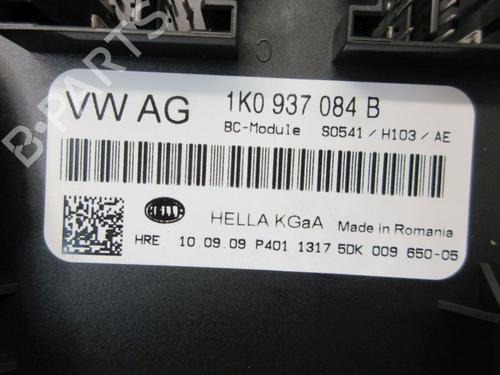 VW AG 1K0 937 084 B
BC-Module S0541/H103/AE
HELLA
HELLA KGaA Made in Romania
HRE 10.09.09 P401 1317 5DK 009 650-05
B-Parts